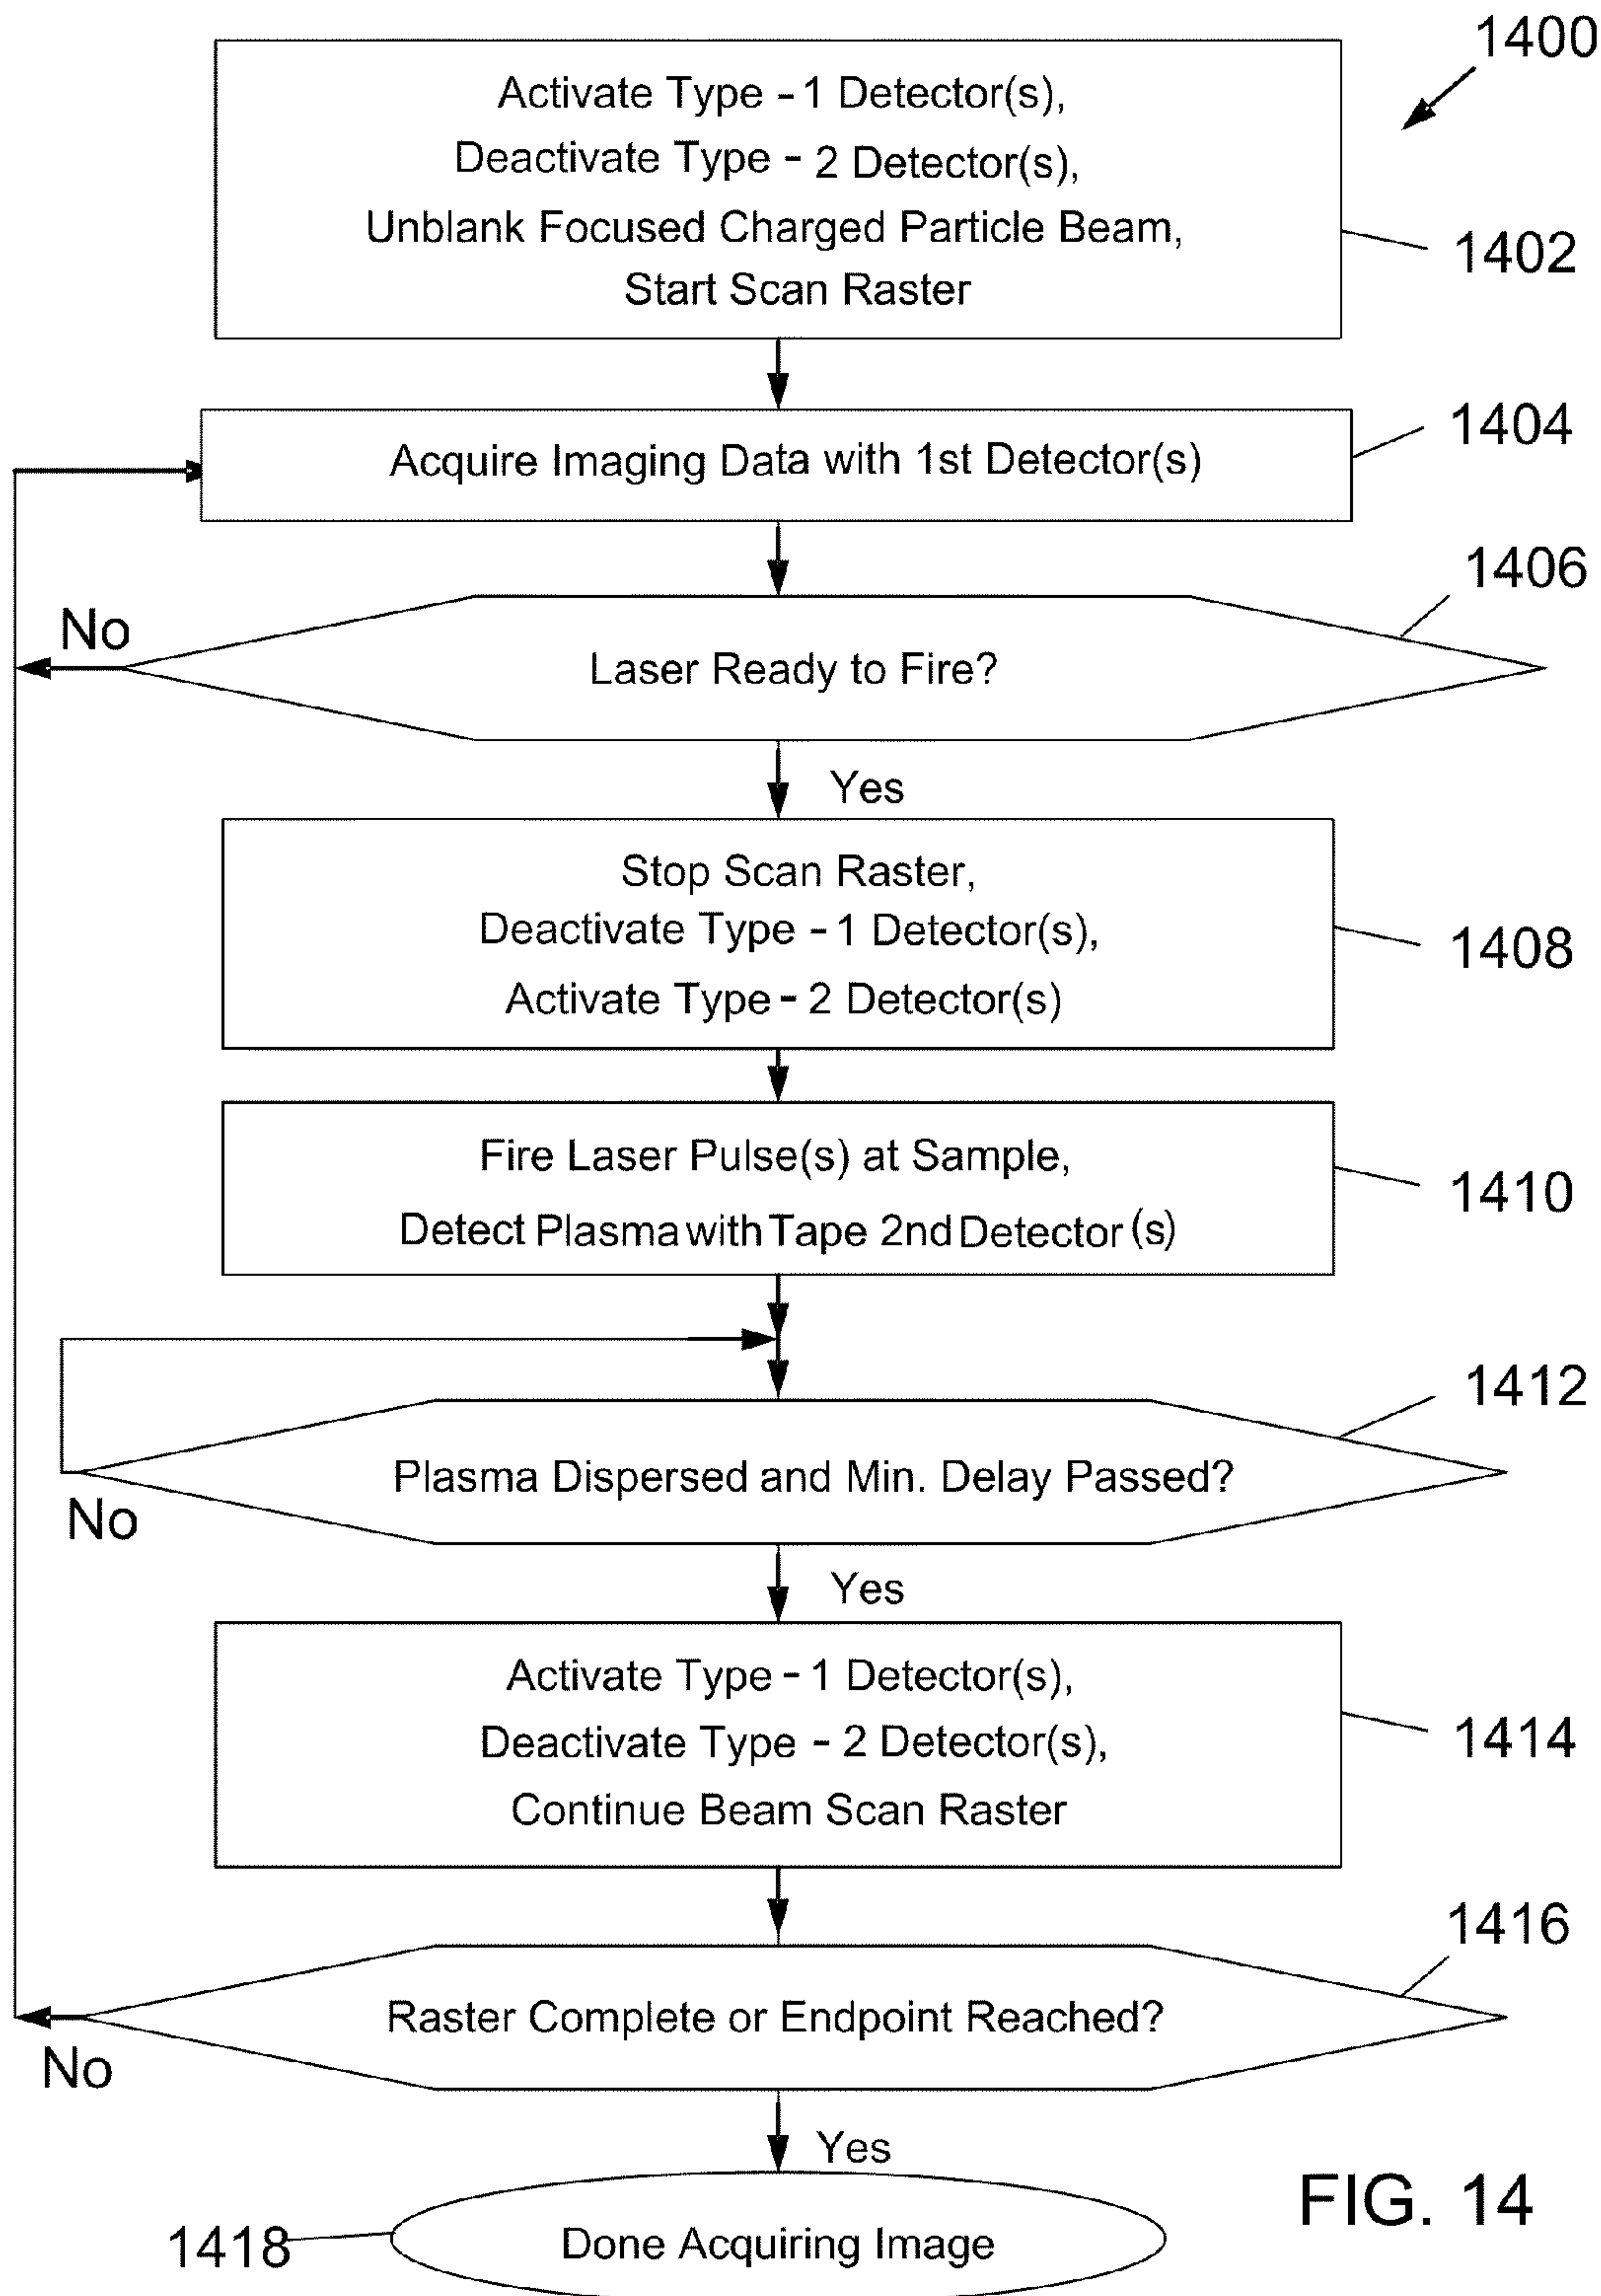 1400
Activate Type - 1 Detector(s),
Deactivate Type - 2 Detector(s),
Unblank Focused Charged Particle Beam,
Start Scan Raster
1402
Acquire Imaging Data with 1st Detector(s)
1404
1406
Laser Ready to Fire?
No
Yes
Stop Scan Raster,
Deactivate Type - 1 Detector(s),
Activate Type - 2 Detector(s)
1408
Fire Laser Pulse(s) at Sample,
Detect Plasma with Tape 2nd Detector (s)
1410
1412
Plasma Dispersed and Min. Delay Passed?
No
Yes
Activate Type - 1 Detector(s),
Deactivate Type - 2 Detector(s),
Continue Beam Scan Raster
1414
1416
Raster Complete or Endpoint Reached?
No
Yes
Done Acquiring Image
1418
FIG. 14